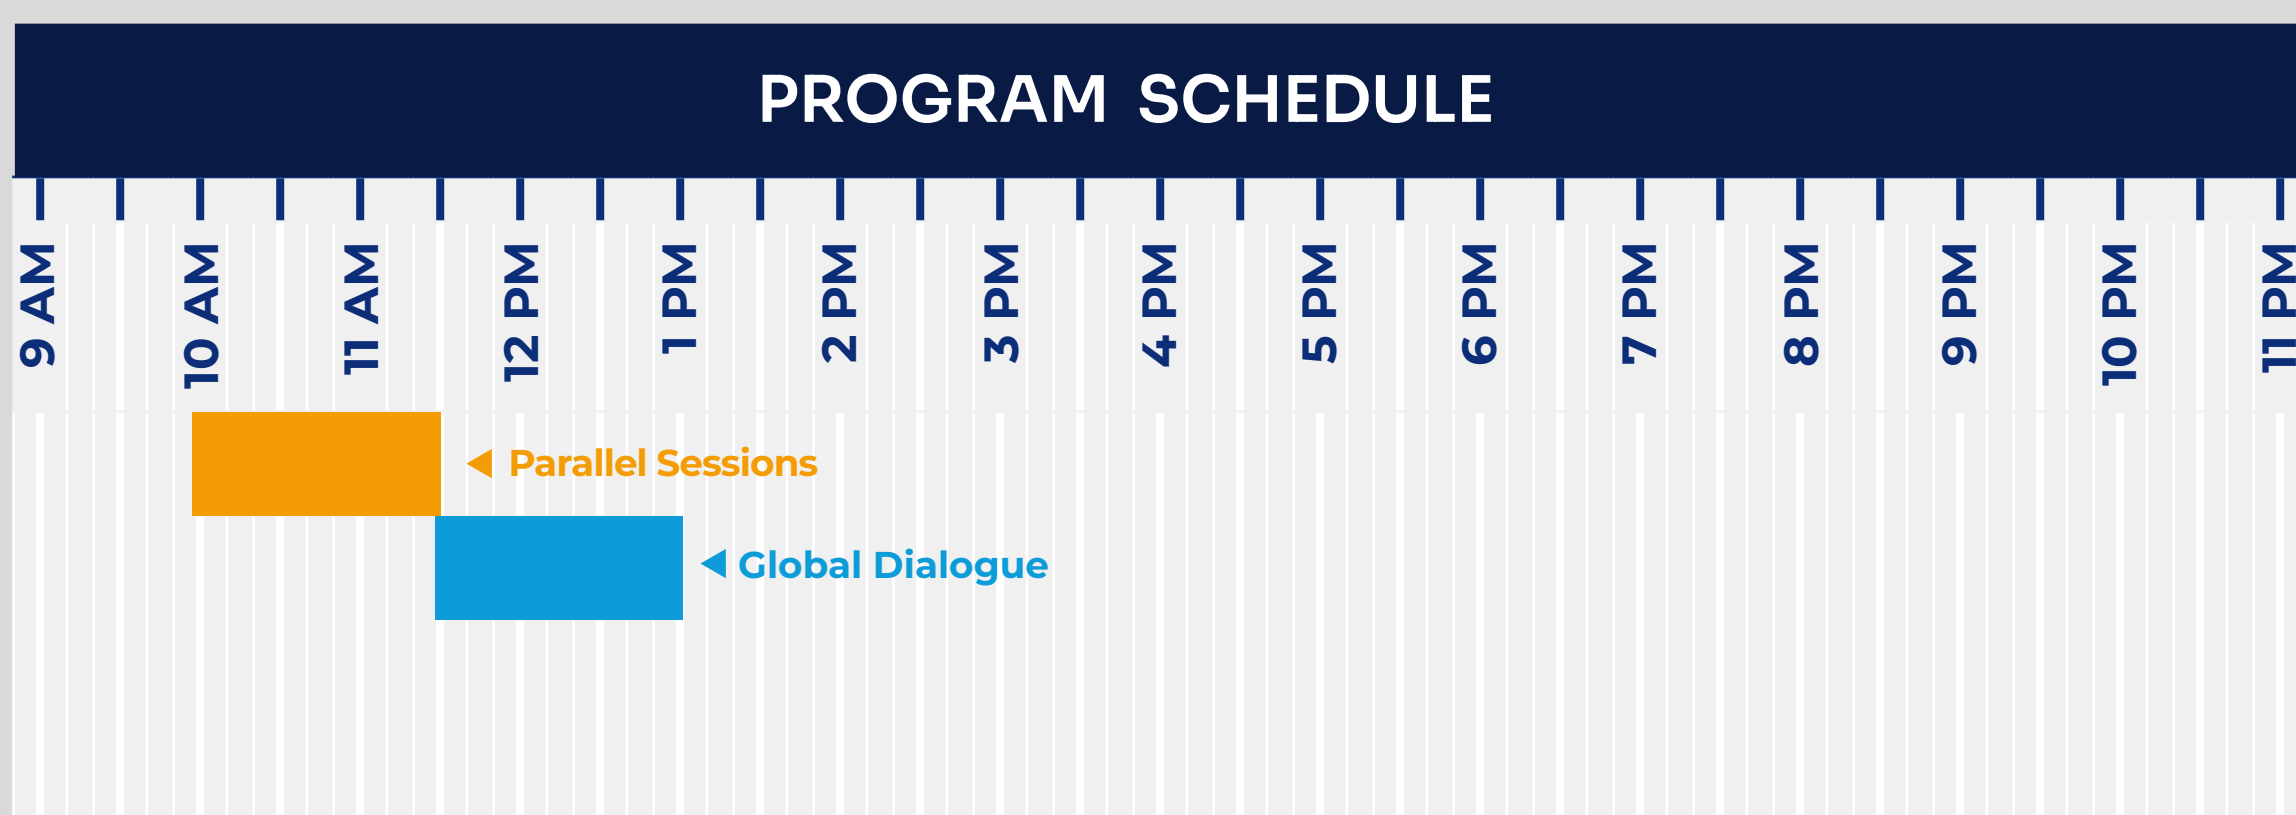 PROGRAM SCHEDULE
9 AM
10 AM
11 AM
12 PM
1 PM
2 PM
3 PM
4 PM
5 PM
6 PM
7 PM
8 PM
9 PM
10 PM
11 PM
Parallel Sessions
Global Dialogue